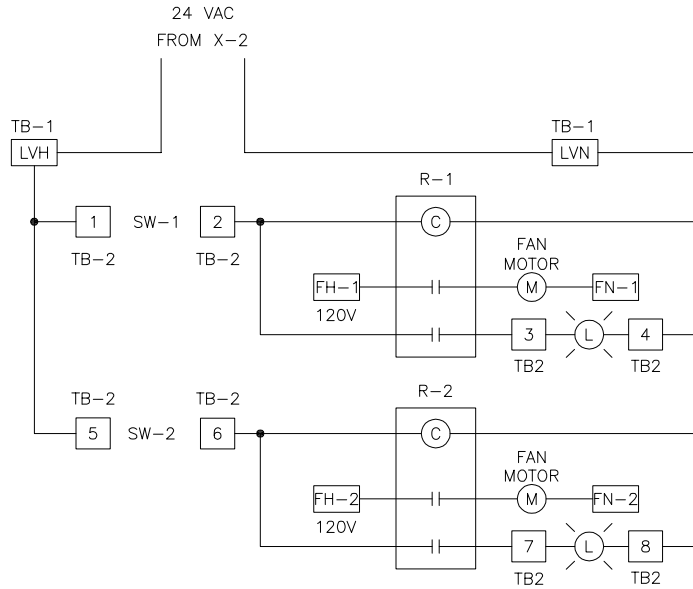 24 VAC
FROM X-2
TB-1
LVH
TB-1
LVN
R-1
1
SW-1
2
C
TB-2
TB-2
FAN
MOTOR
FH-1
M
FN-1
120V
3
L
4
TB2
TB2
R-2
TB-2
TB-2
5
SW-2
6
C
FAN
MOTOR
FH-2
M
FN-2
120V
7
L
8
TB2
TB2